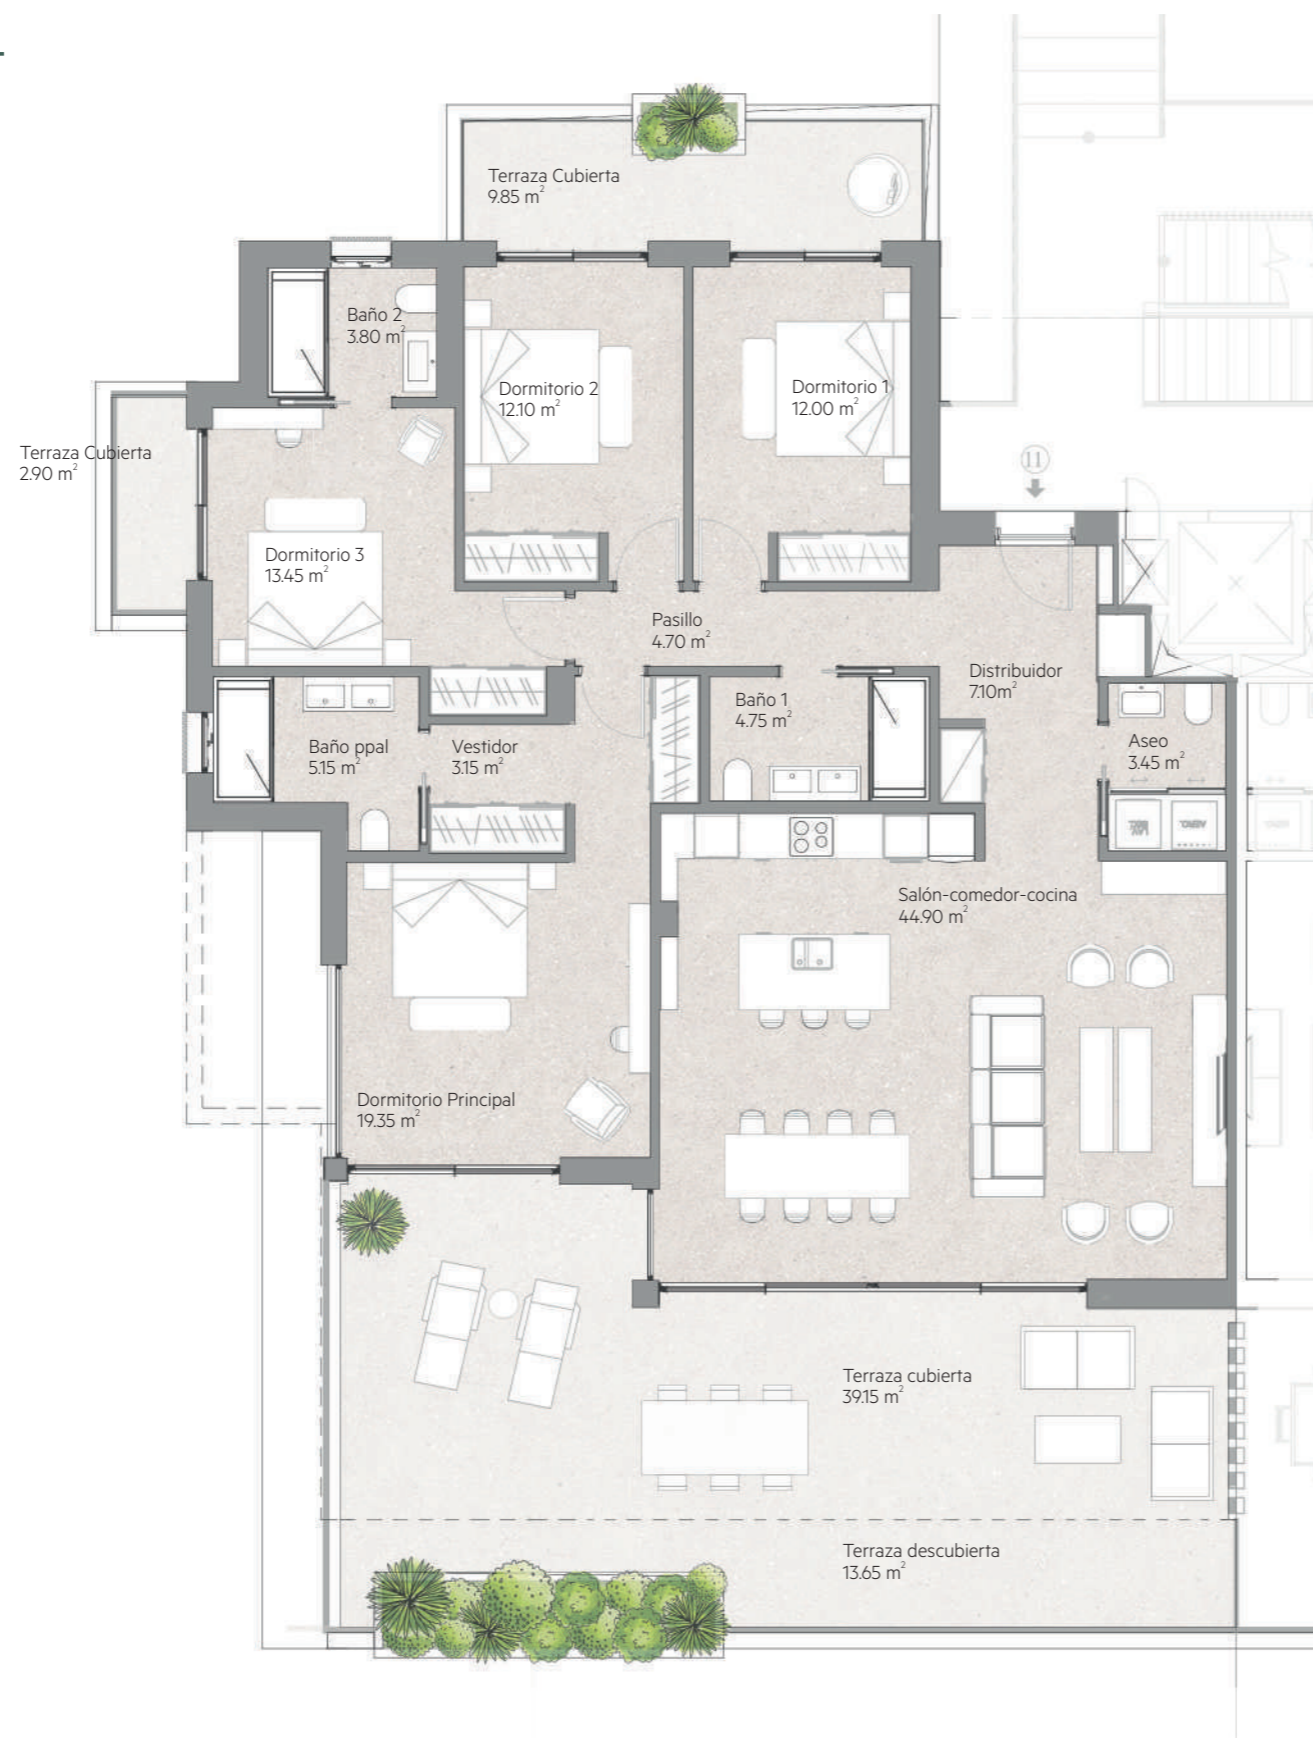 Terraza Cubierta
9.85 m²
Baño 2
3.80 m²
Dormitorio 2
12.10 m²
Dormitorio 1
12.00 m²
Terraza Cubierta
2.90 m²
11
Dormitorio 3
13.45 m²
Pasillo
4.70 m²
Distribuidor
7.10m²
Baño 1
4.75 m²
Baño ppal
5.15 m²
Vestidor
3.15 m²
Aseo
3.45 m²
Salón-comedor-cocina
44.90 m²
Dormitorio Principal
19.35 m²
Terraza cubierta
39.15 m²
Terraza descubierta
13.65 m²